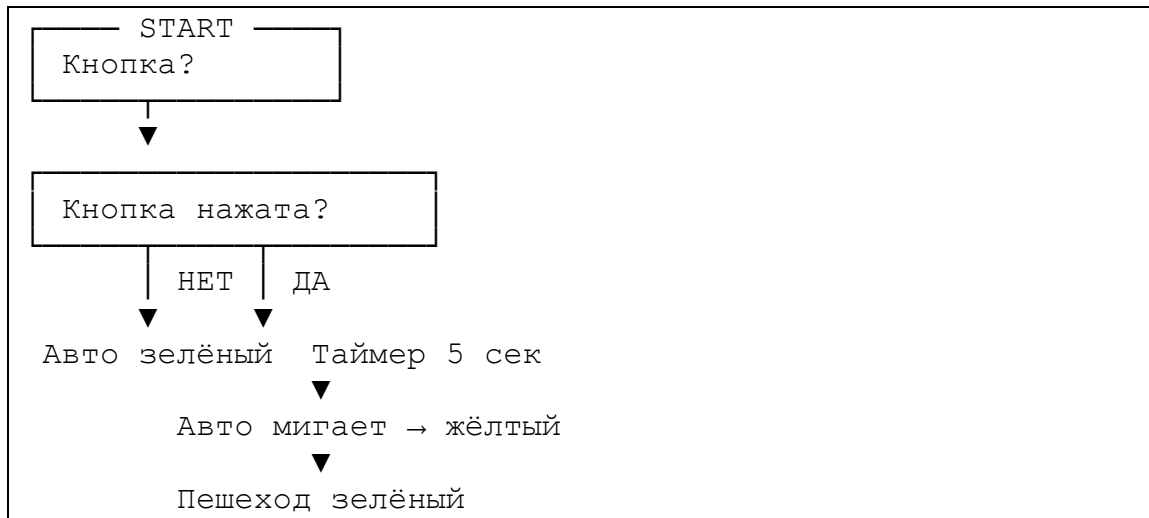 START
Кнопка?
Кнопка нажата?
НЕТ ДА
Авто зелёный Таймер 5 сек
Авто мигает → жёлтый
Пешеход зелёный